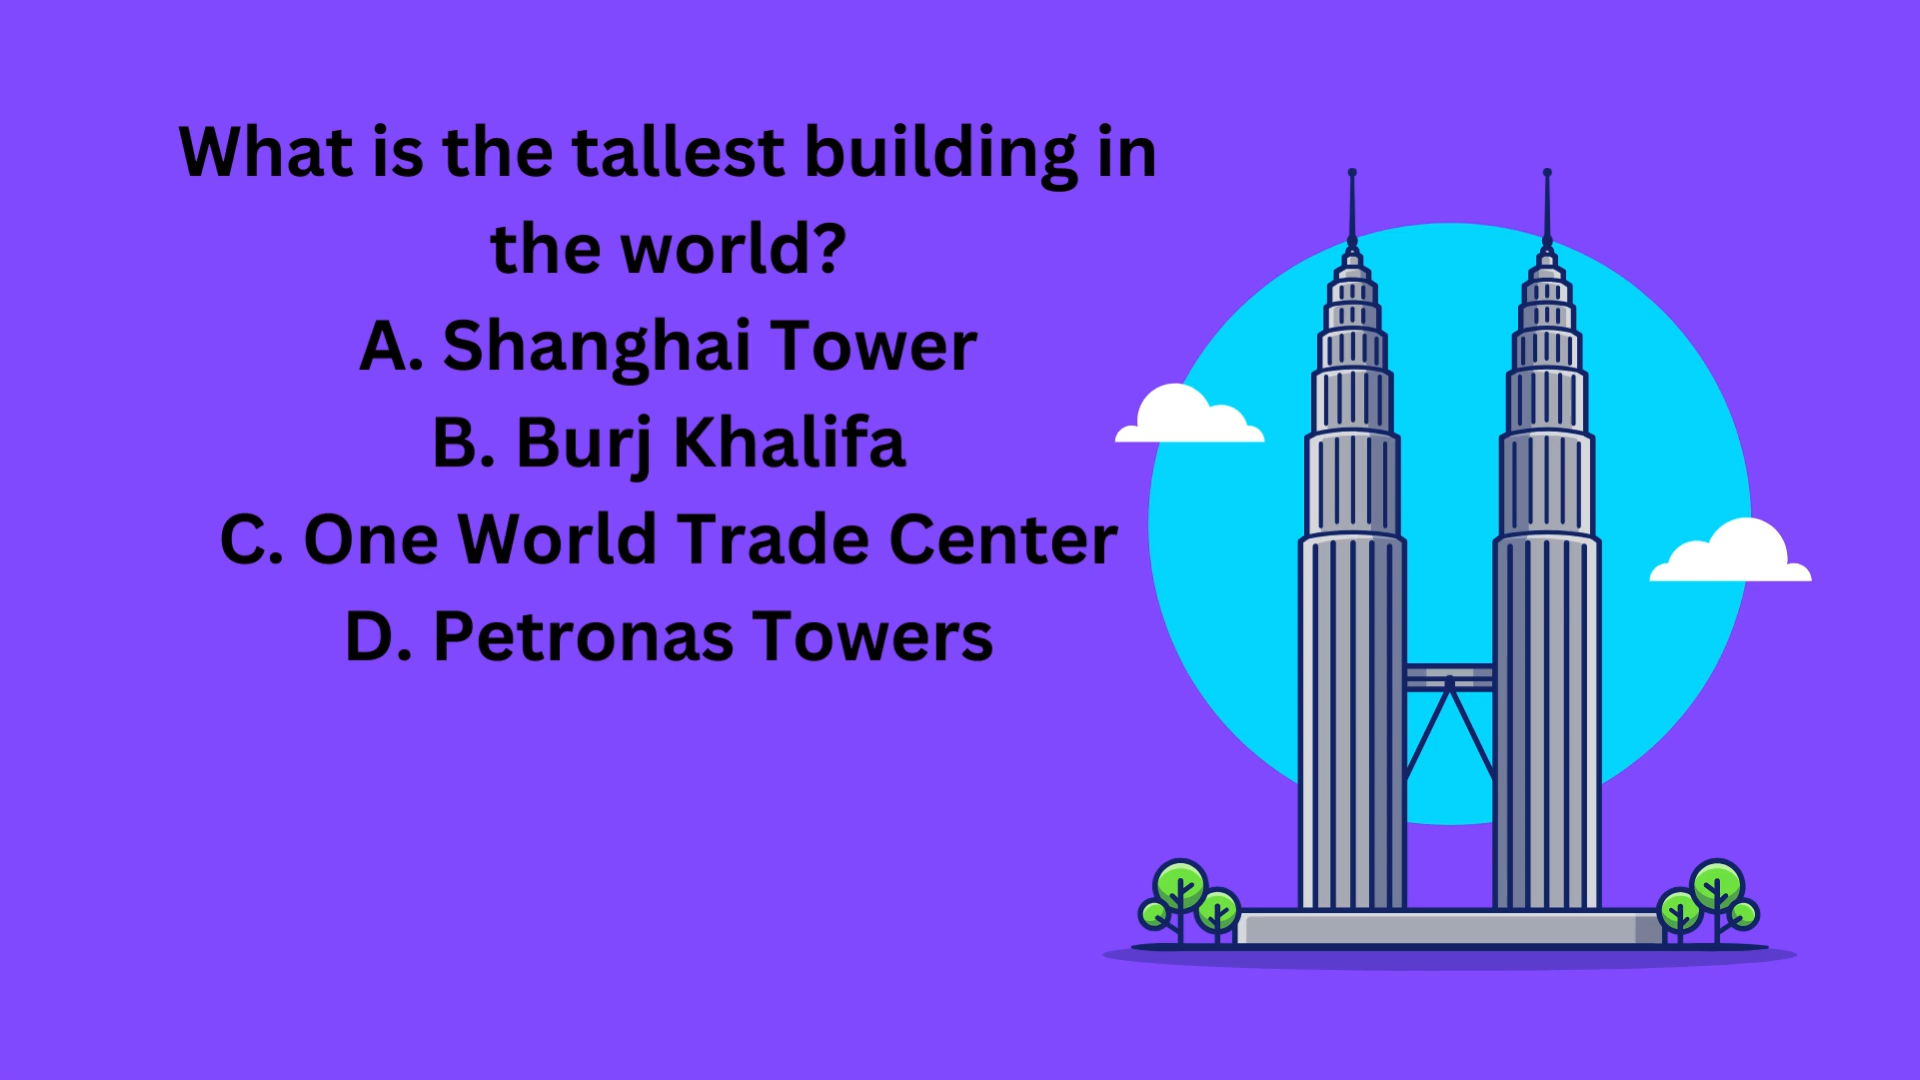 What is the tallest building in
the world?
A. Shanghai Tower
B. Burj Khalifa
C. One World Trade Center
D. Petronas Towers